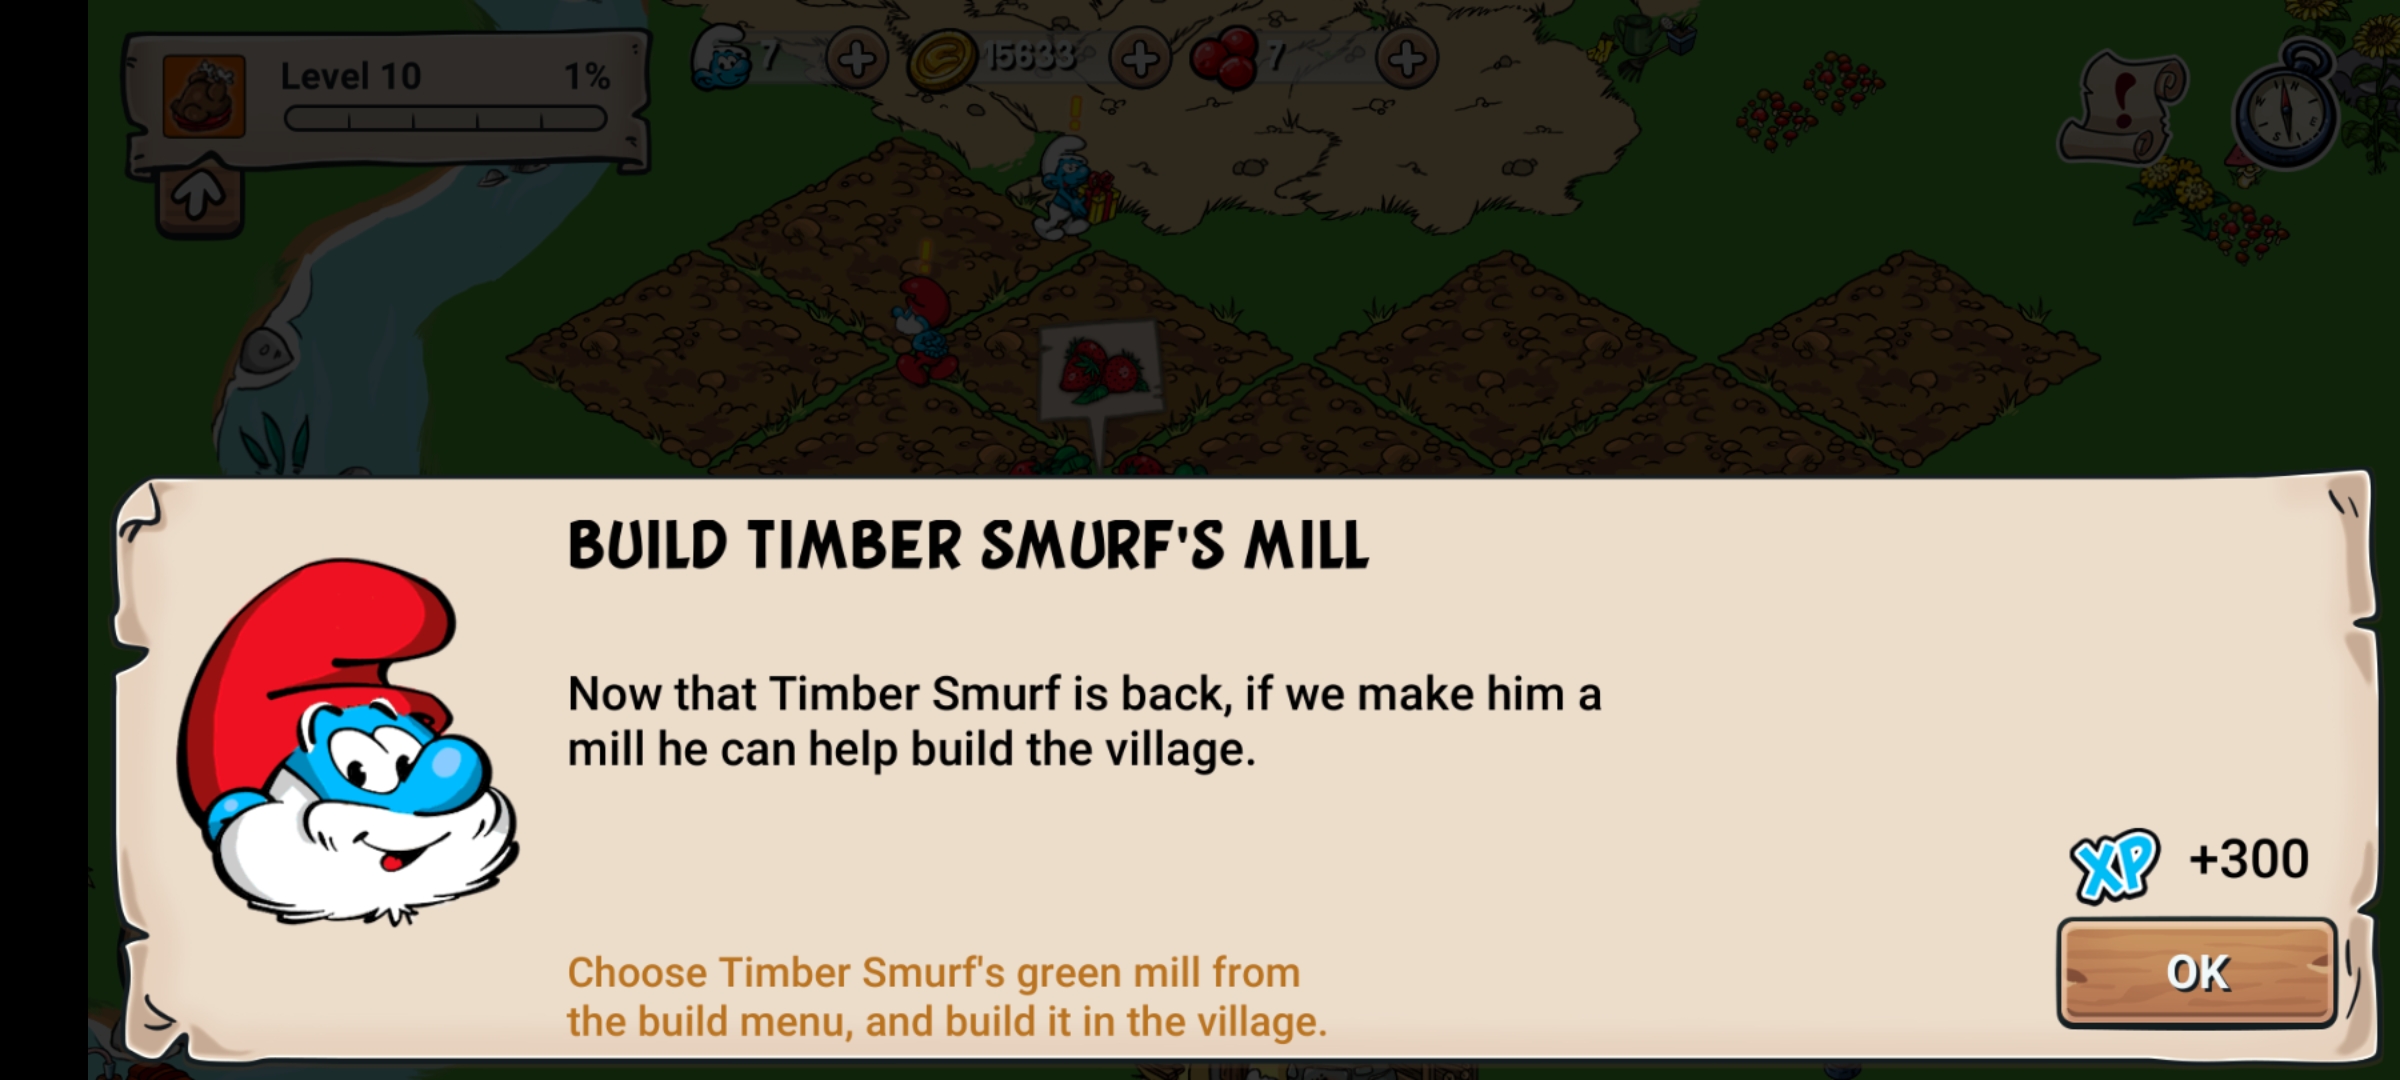 Level 10 1%
7 15633 7
BUILD TIMBER SMURF'S MILL
Now that Timber Smurf is back, if we make him a
mill he can help build the village.
XP +300
Choose Timber Smurf's green mill from
the build menu, and build it in the village.
OK